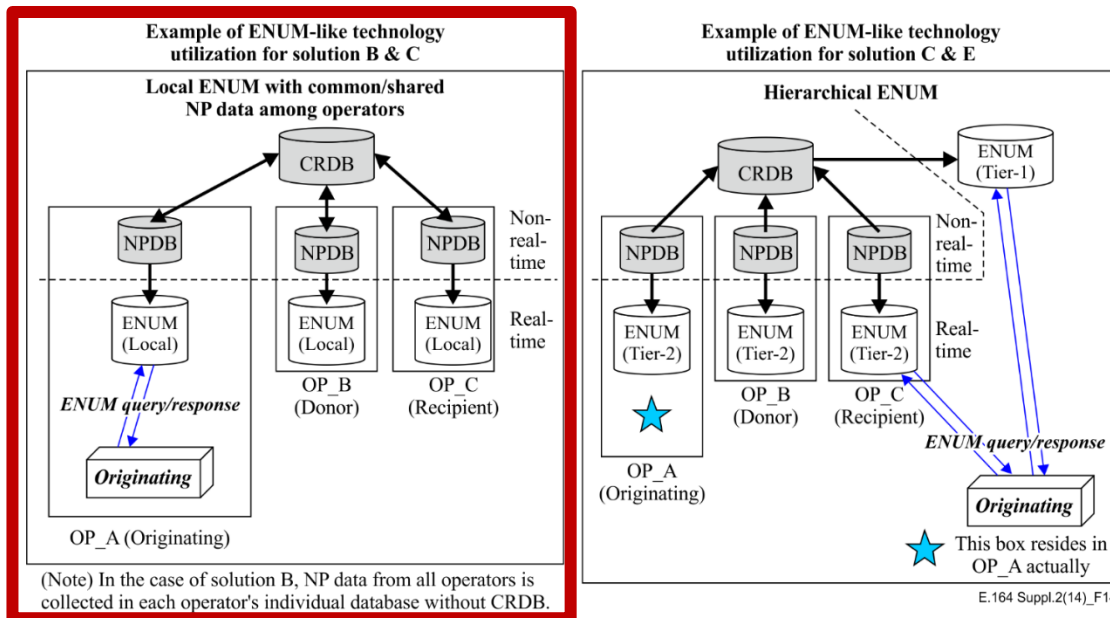 Example of ENUM-like technology
utilization for solution B & C
Local ENUM with common/shared
NP data among operators
CRDB
NPDB
NPDB
NPDB
Non-
real-
time
ENUM
(Local)
ENUM
(Local)
ENUM
(Local)
Real-
time
OP_B
(Donor)
OP_C
(Recipient)
ENUM query/response
Originating
OP_A (Originating)
(Note) In the case of solution B, NP data from all operators is
collected in each operator's individual database without CRDB.
Example of ENUM-like technology
utilization for solution C & E
Hierarchical ENUM
CRDB
ENUM
(Tier-1)
NPDB
NPDB
NPDB
Non-
real-
time
ENUM
(Tier-2)
ENUM
(Tier-2)
ENUM
(Tier-2)
Real-
time
OP_B
(Donor)
OP_C
(Recipient)
OP_A
(Originating)
ENUM query/response
Originating
This box resides in
OP_A actually